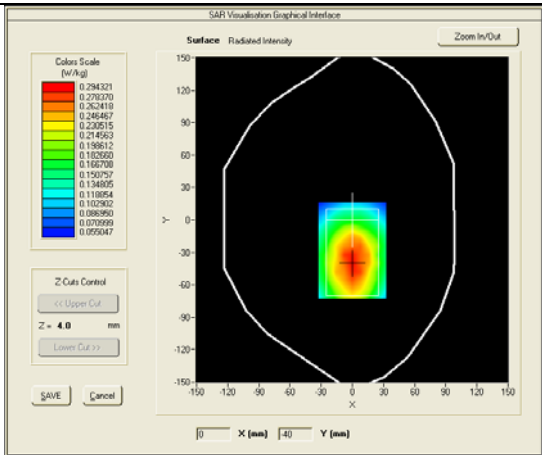 SAR Visualisation Graphical Interface
Surface Radiated Intensity
Zoom In/Out
Colors Scale
(W/kg)
0.294321
0.278370
0.262418
0.246467
0.230515
0.214563
0.198612
0.182660
0.166708
0.150757
0.134805
0.118854
0.102902
0.086950
0.070999
0.055047
Z Cuts Control
<< Upper Cut
Z = 4.0 mm
Lower Cut >>
SAVE Cancel
150
120
90
60
30
0
-30
-60
-90
-120
-150
Y
-150 -120 -90 -60 -30 0 30 60 90 120 150
X
0 X (mm) -40 Y (mm)